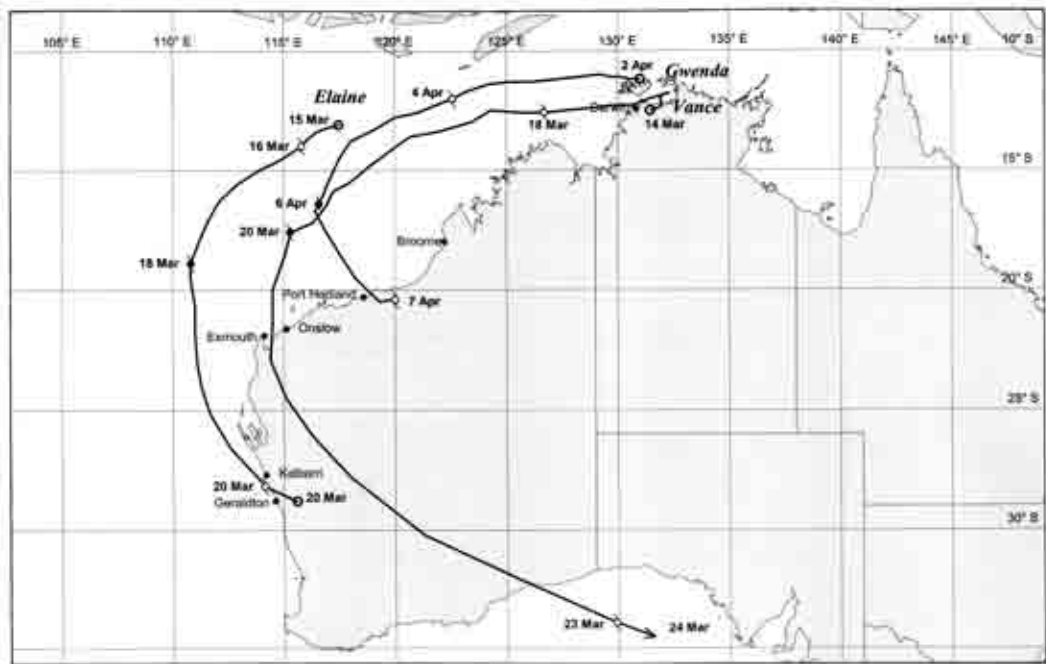 105° E 110° E 115° E 120° E 125° E 130° E 135° E 140° E 145° E 10° S
2 Apr
Gwenda
6 Apr
Elaine
15 Mar
Vance
Darwin
18 Mar
14 Mar
16 Mar
15° S
6 Apr
20 Mar
Broome
18 Mar
20° S
Port Hedland
7 Apr
Onslow
Exmouth
25° S
Kalbarri
20 Mar
20 Mar
Geraldton
30° S
23 Mar
24 Mar